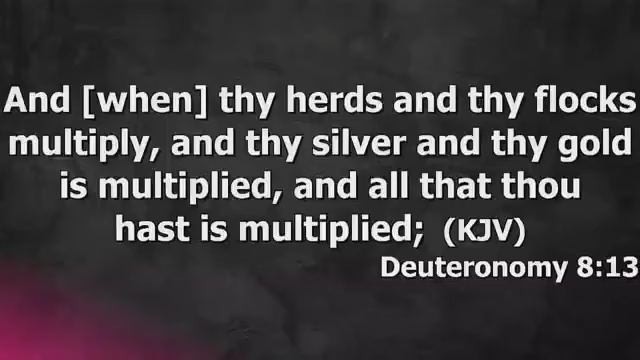 And [when] thy herds and thy flocks
multiply, and thy silver and thy gold
is multiplied, and all that thou
hast is multiplied; (KJV)
Deuteronomy 8:13